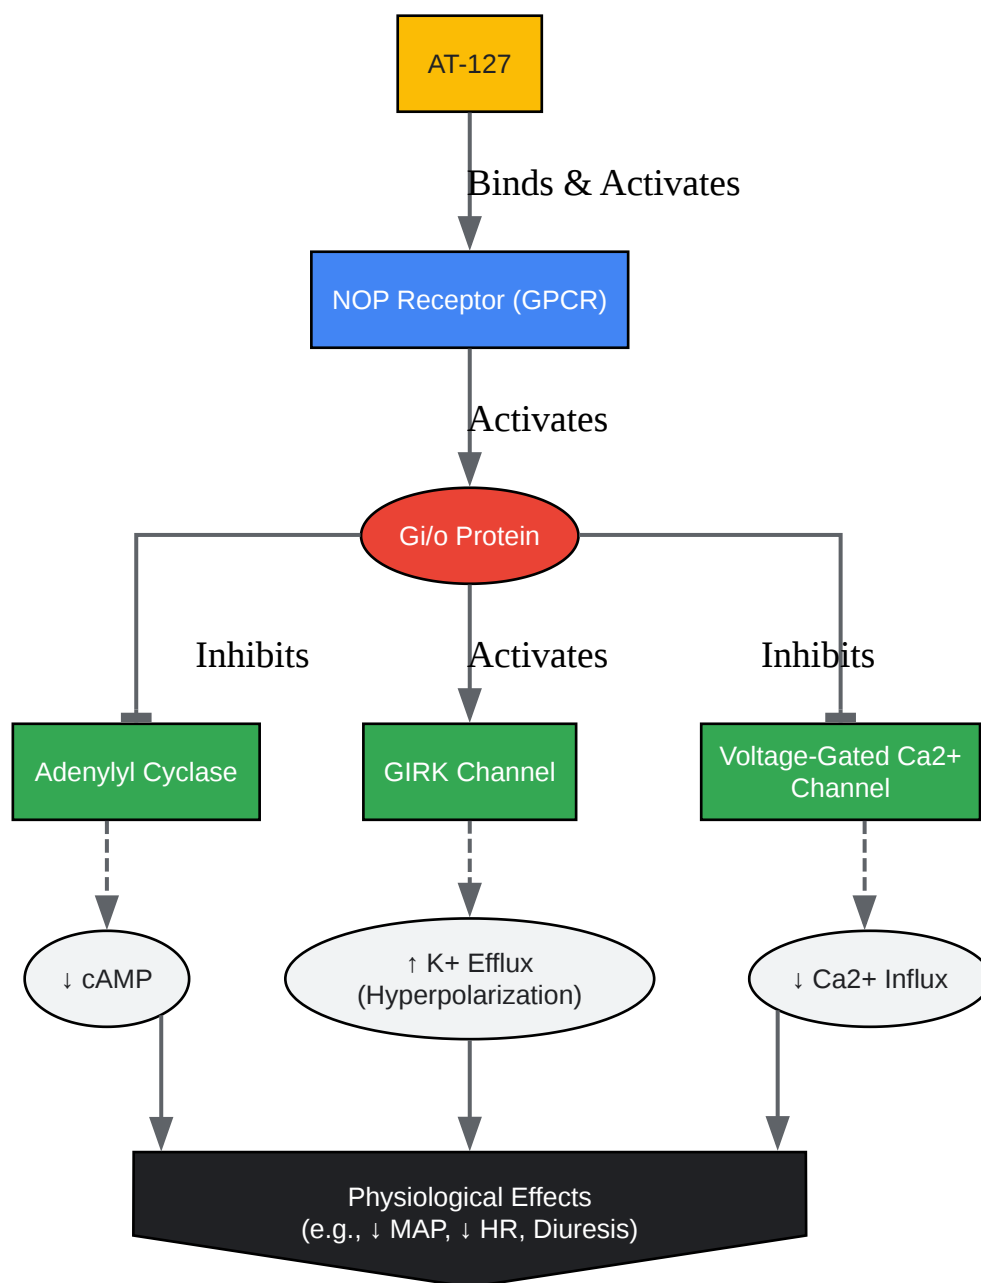 AT-127
Binds & Activates
NOP Receptor (GPCR)
Activates
Gi/o Protein
Inhibits
Activates
Inhibits
Adenylyl Cyclase
GIRK Channel
Voltage-Gated Ca2+
Channel
↓ cAMP
↑ K+ Efflux
(Hyperpolarization)
↓ Ca2+ Influx
Physiological Effects
(e.g., ↓ MAP, ↓ HR, Diuresis)